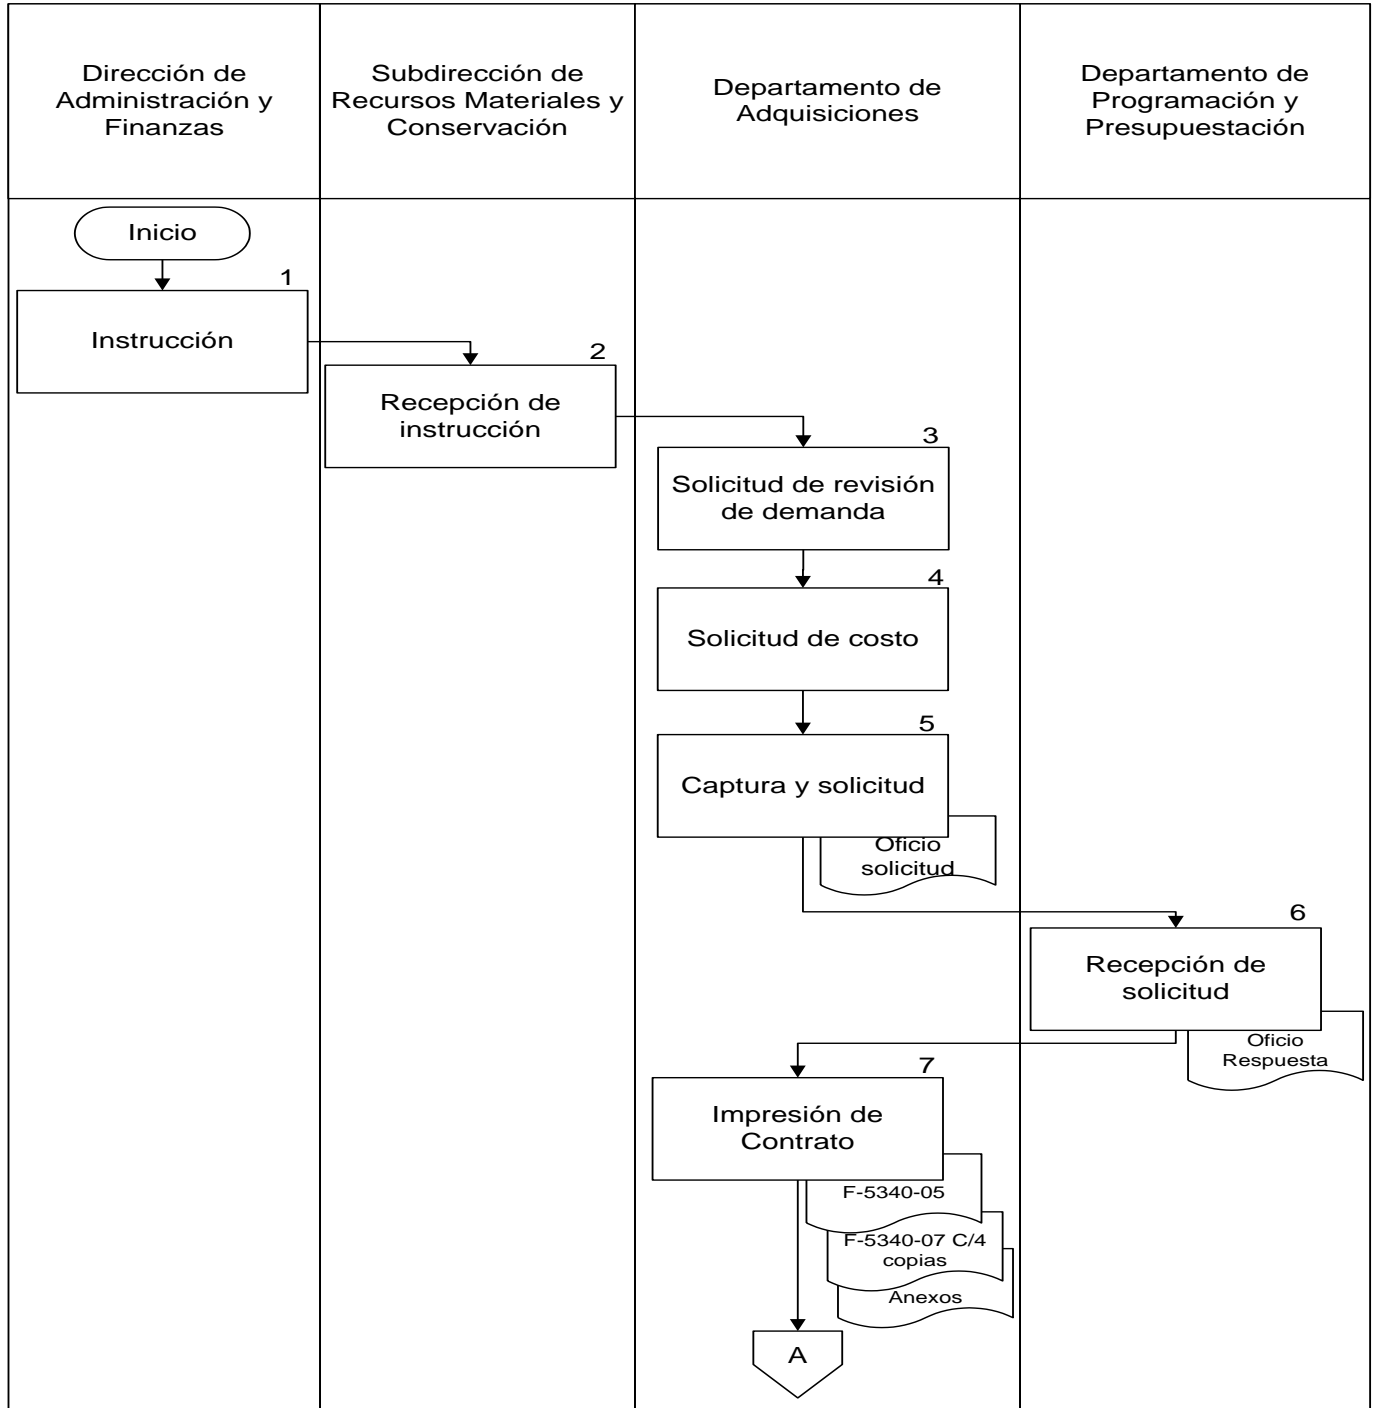 Dirección de
Administración y
Finanzas
Subdirección de
Recursos Materiales y
Conservación
Departamento de
Adquisiciones
Departamento de
Programación y
Presupuestación
Inicio
1
Instrucción
2
Recepción de
instrucción
3
Solicitud de revisión
de demanda
4
Solicitud de costo
5
Captura y solicitud
Oficio
solicitud
6
Recepción de
solicitud
Oficio
Respuesta
7
Impresión de
Contrato
F-5340-05
F-5340-07 C/4
copias
Anexos
A